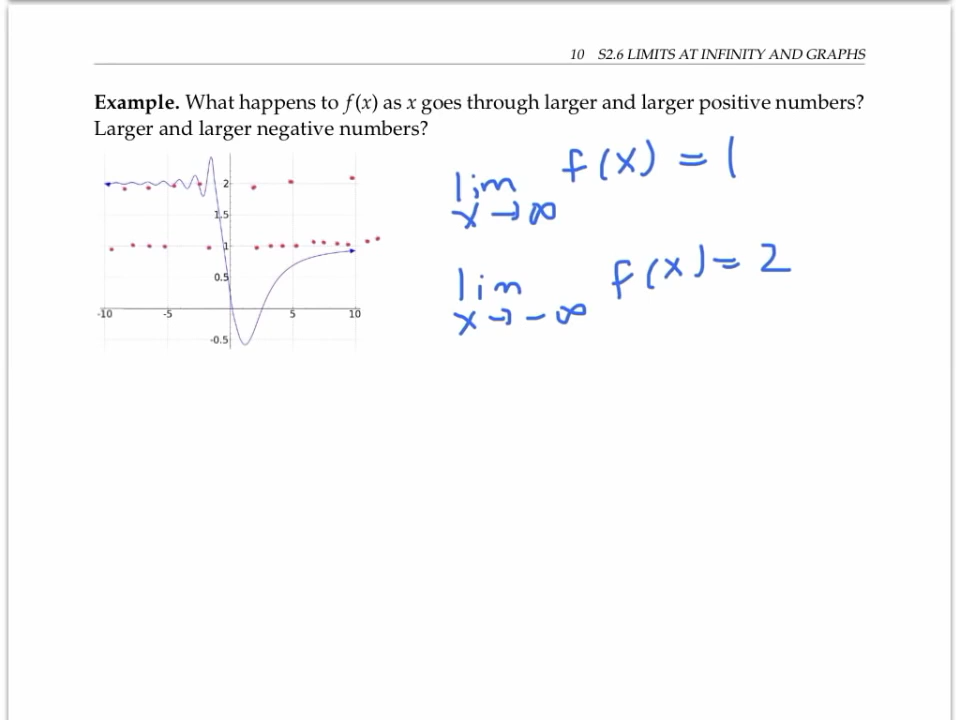 10 S2.6 LIMITS AT INFINITY AND GRAPHS
Example. What happens to f(x) as x goes through larger and larger positive numbers?
Larger and larger negative numbers?
lim f(x) = 1
x→∞
lim f(x) = 2
x→-∞
2
1.5
1
0.5
-10 -5 5 10
-0.5